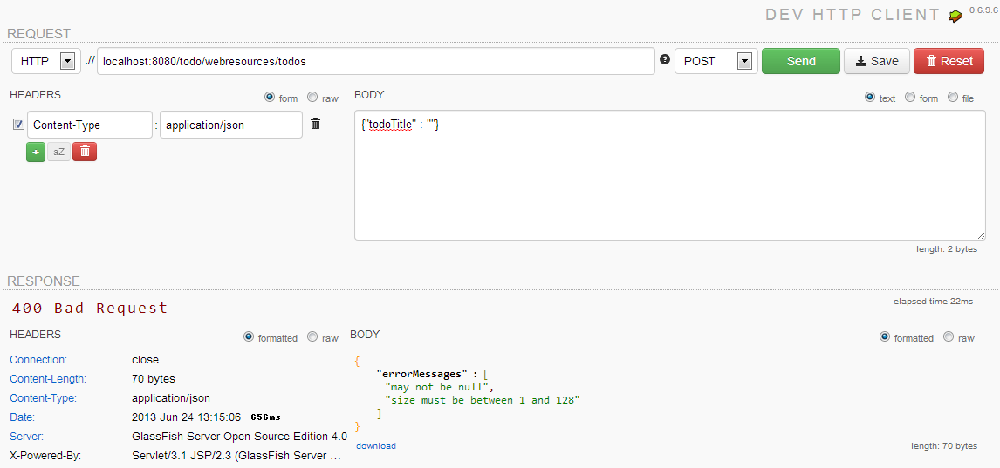 DEV HTTP CLIENT 0.6.9.6
REQUEST
HTTP :// localhost:8080/todo/webresources/todos ? POST Send Save Reset
HEADERS form raw BODY text form file
Content-Type : application/json {"todoTitle" : ""}
+ aZ
length: 2 bytes
RESPONSE
400 Bad Request elapsed time 22ms
HEADERS formatted raw BODY formatted raw
Connection: close {
Content-Length: 70 bytes "errorMessages" : [
"may not be null",
Content-Type: application/json "size must be between 1 and 128"
Date: 2013 Jun 24 13:15:06 -656ms ]
}
Server: GlassFish Server Open Source Edition 4.0
download length: 70 bytes
X-Powered-By: Servlet/3.1 JSP/2.3 (GlassFish Server ...